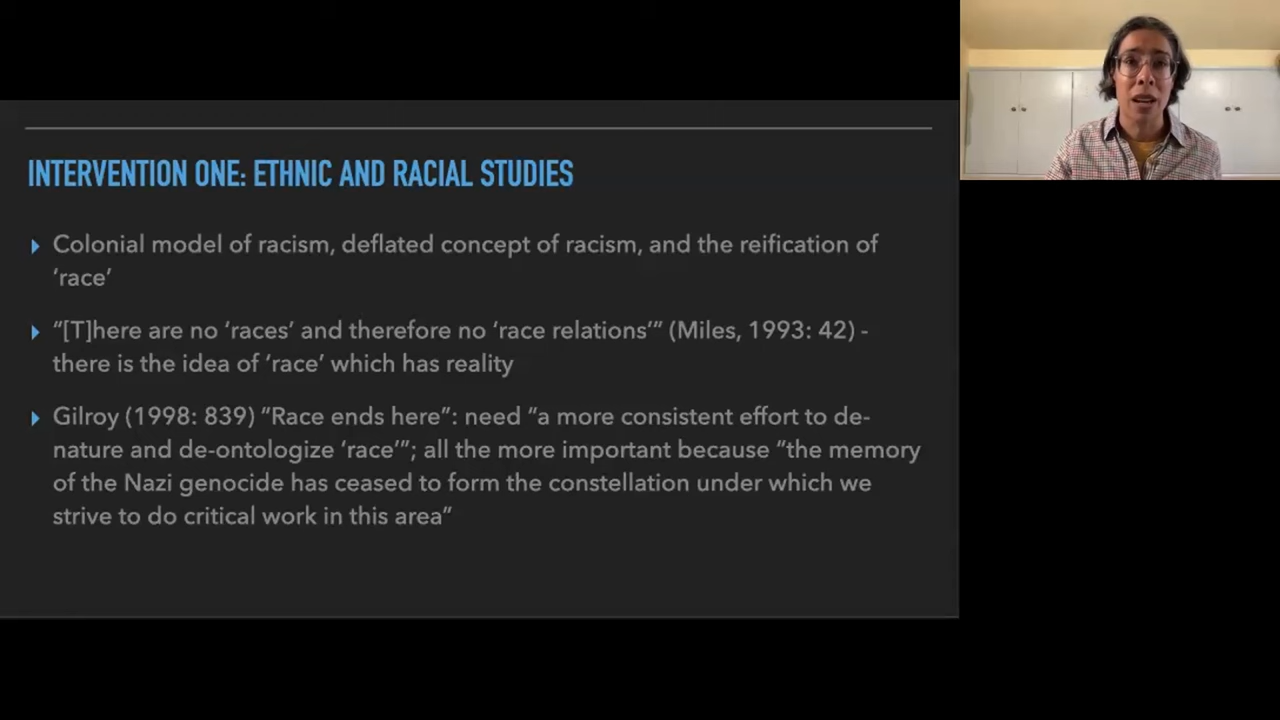 INTERVENTION ONE: ETHNIC AND RACIAL STUDIES
Colonial model of racism, deflated concept of racism, and the reification of
‘race’
“[T]here are no ‘races’ and therefore no ‘race relations’” (Miles, 1993: 42) -
there is the idea of ‘race’ which has reality
Gilroy (1998: 839) “Race ends here”: need “a more consistent effort to de-
nature and de-ontologize ‘race’”; all the more important because “the memory
of the Nazi genocide has ceased to form the constellation under which we
strive to do critical work in this area”